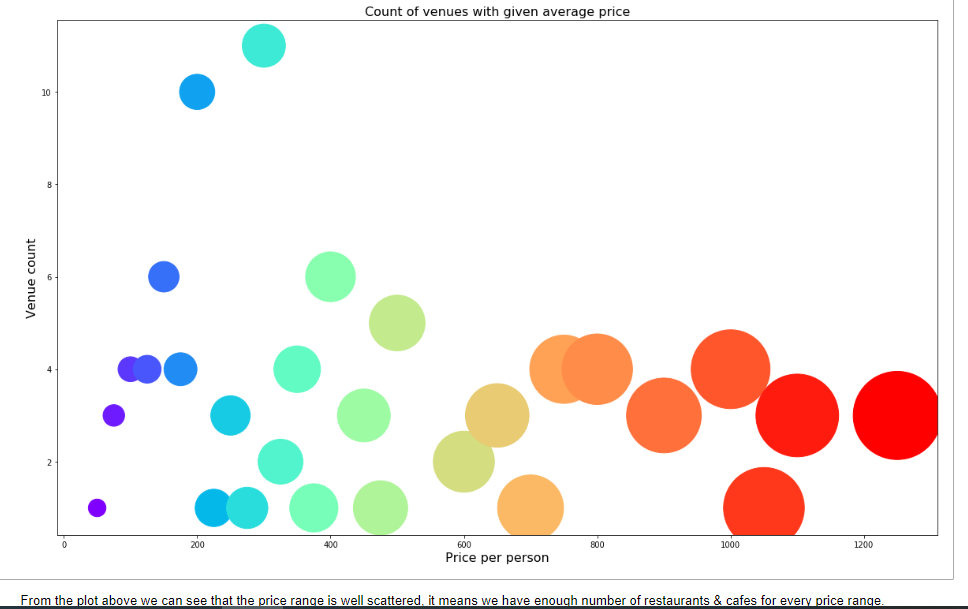 Count of venues with given average price
10
8
6
4
2
Venue count
0 200 400 600 800 1000 1200
Price per person
From the plot above we can see that the price range is well scattered, it means we have enough number of restaurants & cafes for every price range.